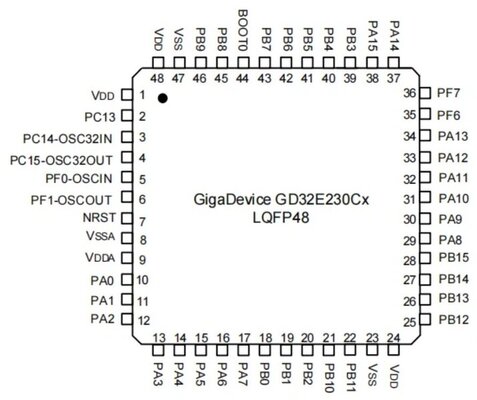 VDD VSS PB9 PB8 BOOT0 PB7 PB6 PB5 PB4 PB3 PA15 PA14
48 47 46 45 44 43 42 41 40 39 38 37
VDD 1 36 PF7
PC13 2 35 PF6
PC14-OSC32IN 3 34 PA13
PC15-OSC32OUT 4 33 PA12
PF0-OSCIN 5 32 PA11
PF1-OSCOUT 6 GigaDevice GD32E230Cx 31 PA10
NRST 7 LQFP48 30 PA9
VSSA 8 29 PA8
VDDA 9 28 PB15
PA0 10 27 PB14
PA1 11 26 PB13
PA2 12 25 PB12
13 14 15 16 17 18 19 20 21 22 23 24
PA3 PA4 PA5 PA6 PA7 PB0 PB1 PB2 PB10 PB11 VSS VDD